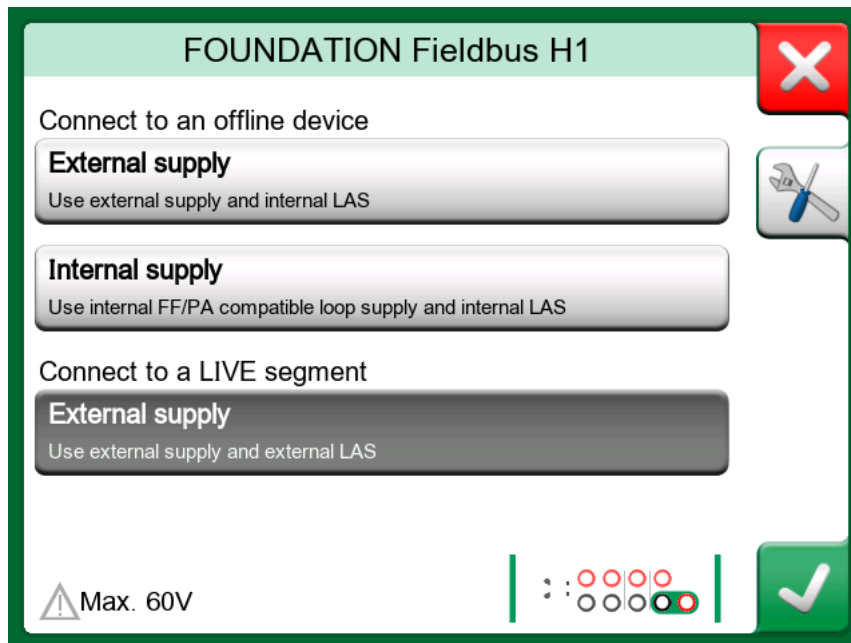 FOUNDATION Fieldbus H1
Connect to an offline device
External supply
Use external supply and internal LAS
Internal supply
Use internal FF/PA compatible loop supply and internal LAS
Connect to a LIVE segment
External supply
Use external supply and external LAS
Max. 60V